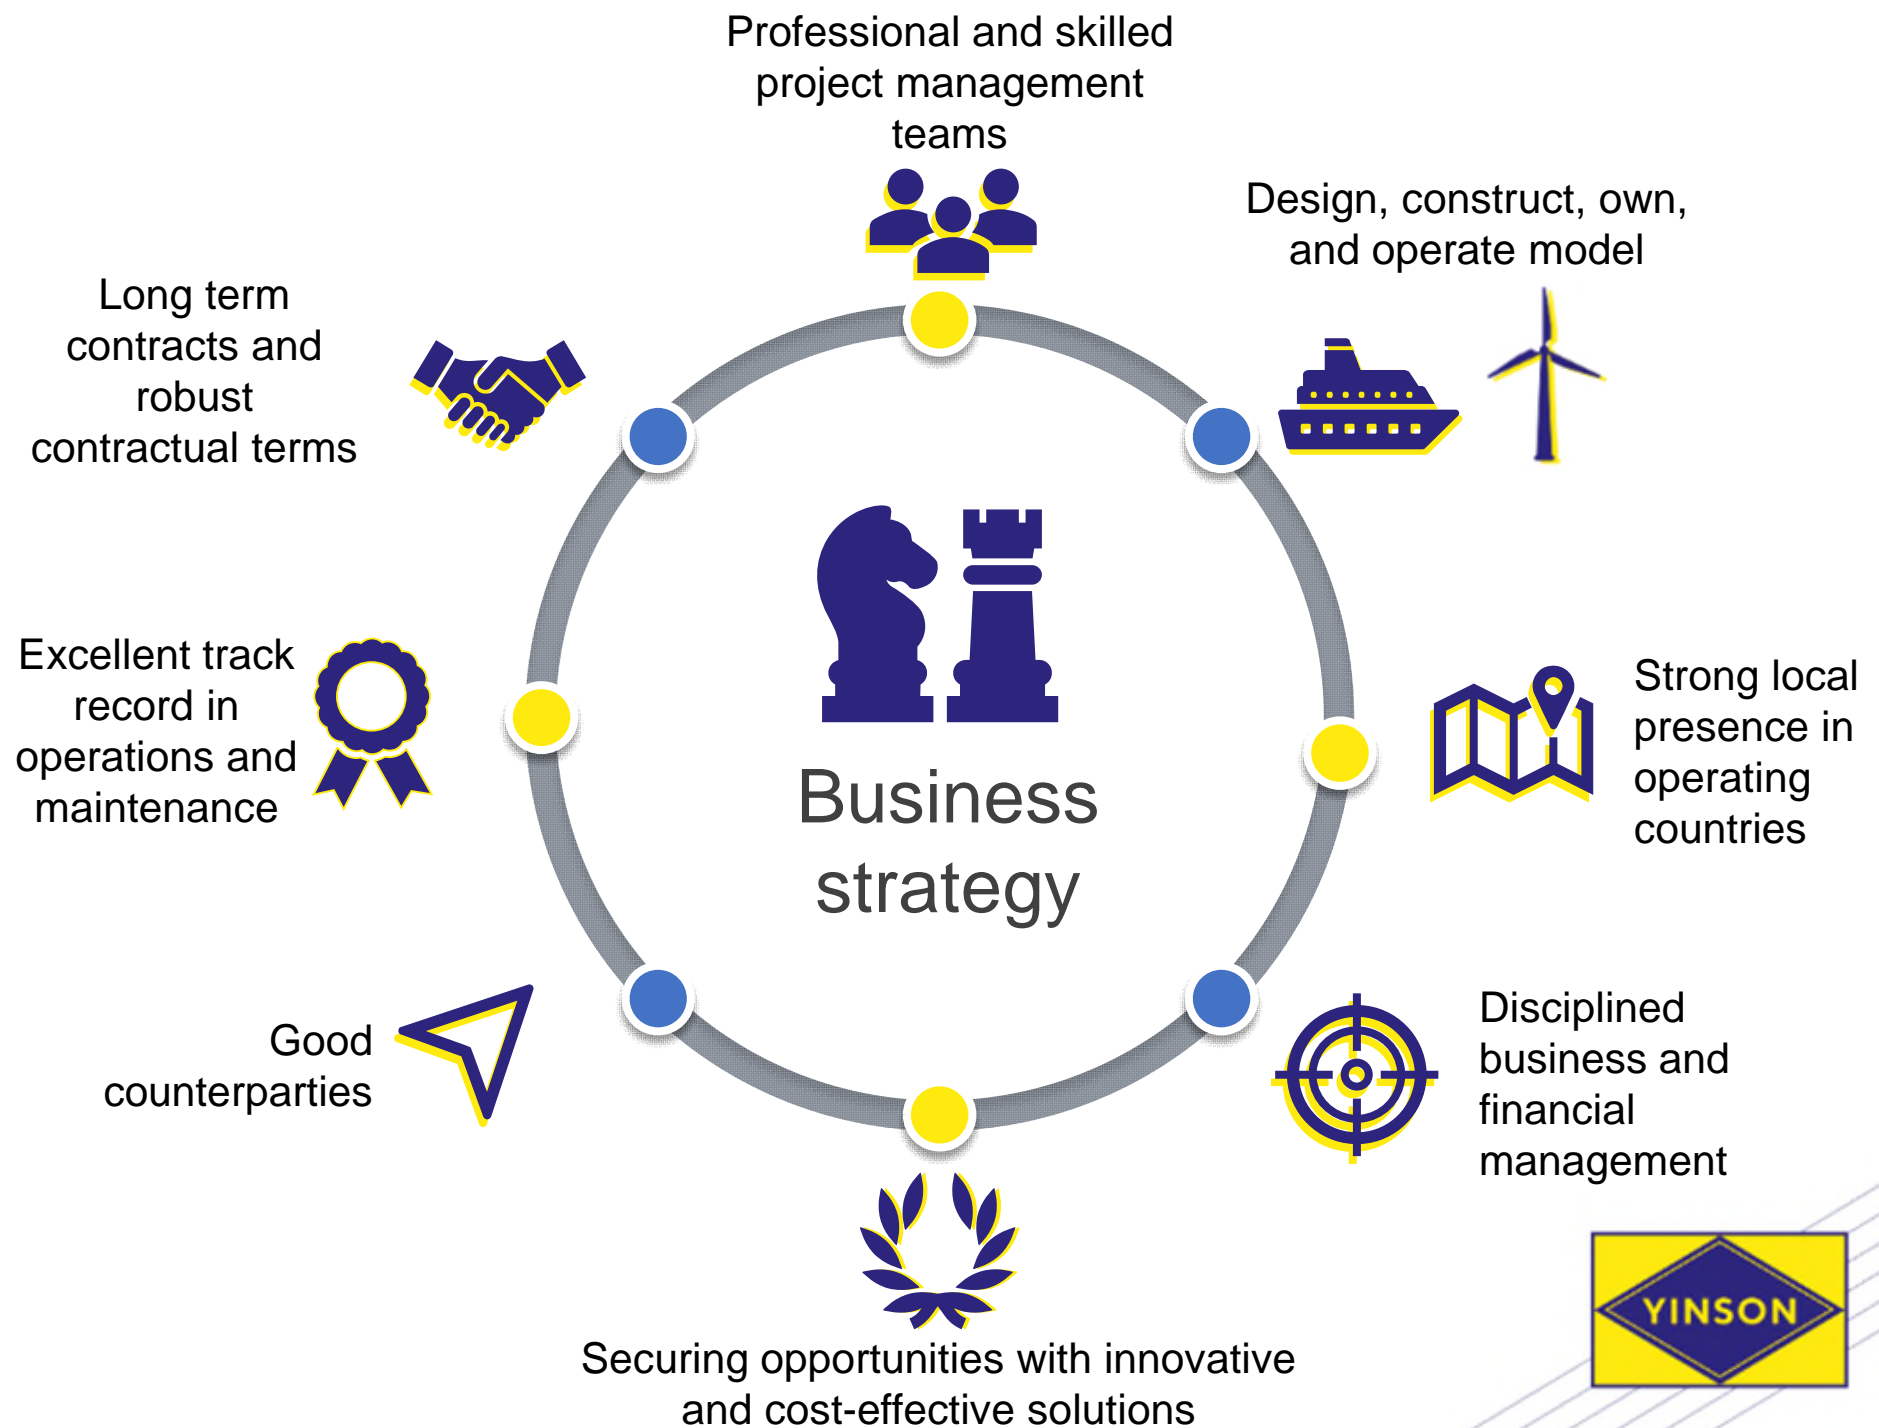 Professional and skilled
project management
teams
Design, construct, own,
and operate model
Long term
contracts and
robust
contractual terms
Excellent track
record in
operations and
maintenance
Business
strategy
Strong local
presence in
operating
countries
Good
counterparties
Disciplined
business and
financial
management
Securing opportunities with innovative
and cost-effective solutions
YINSON